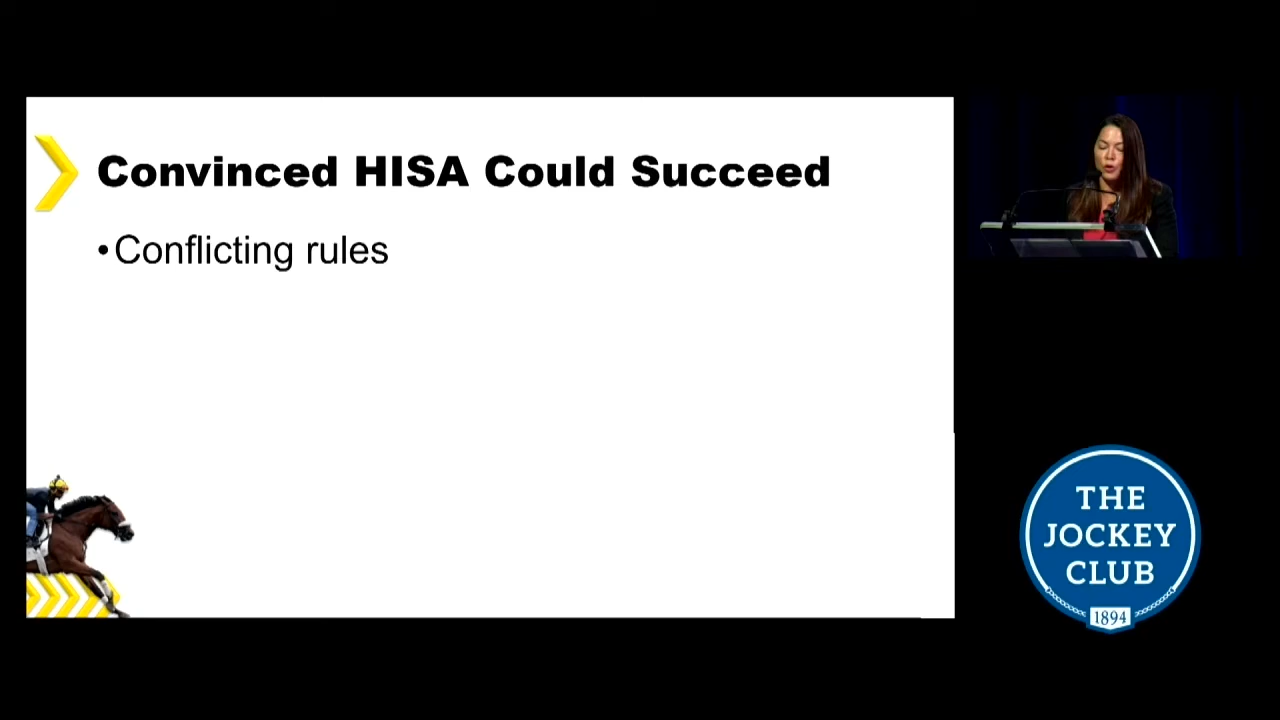 Convinced HISA Could Succeed
•Conflicting rules
THE
JOCKEY
CLUB
1894